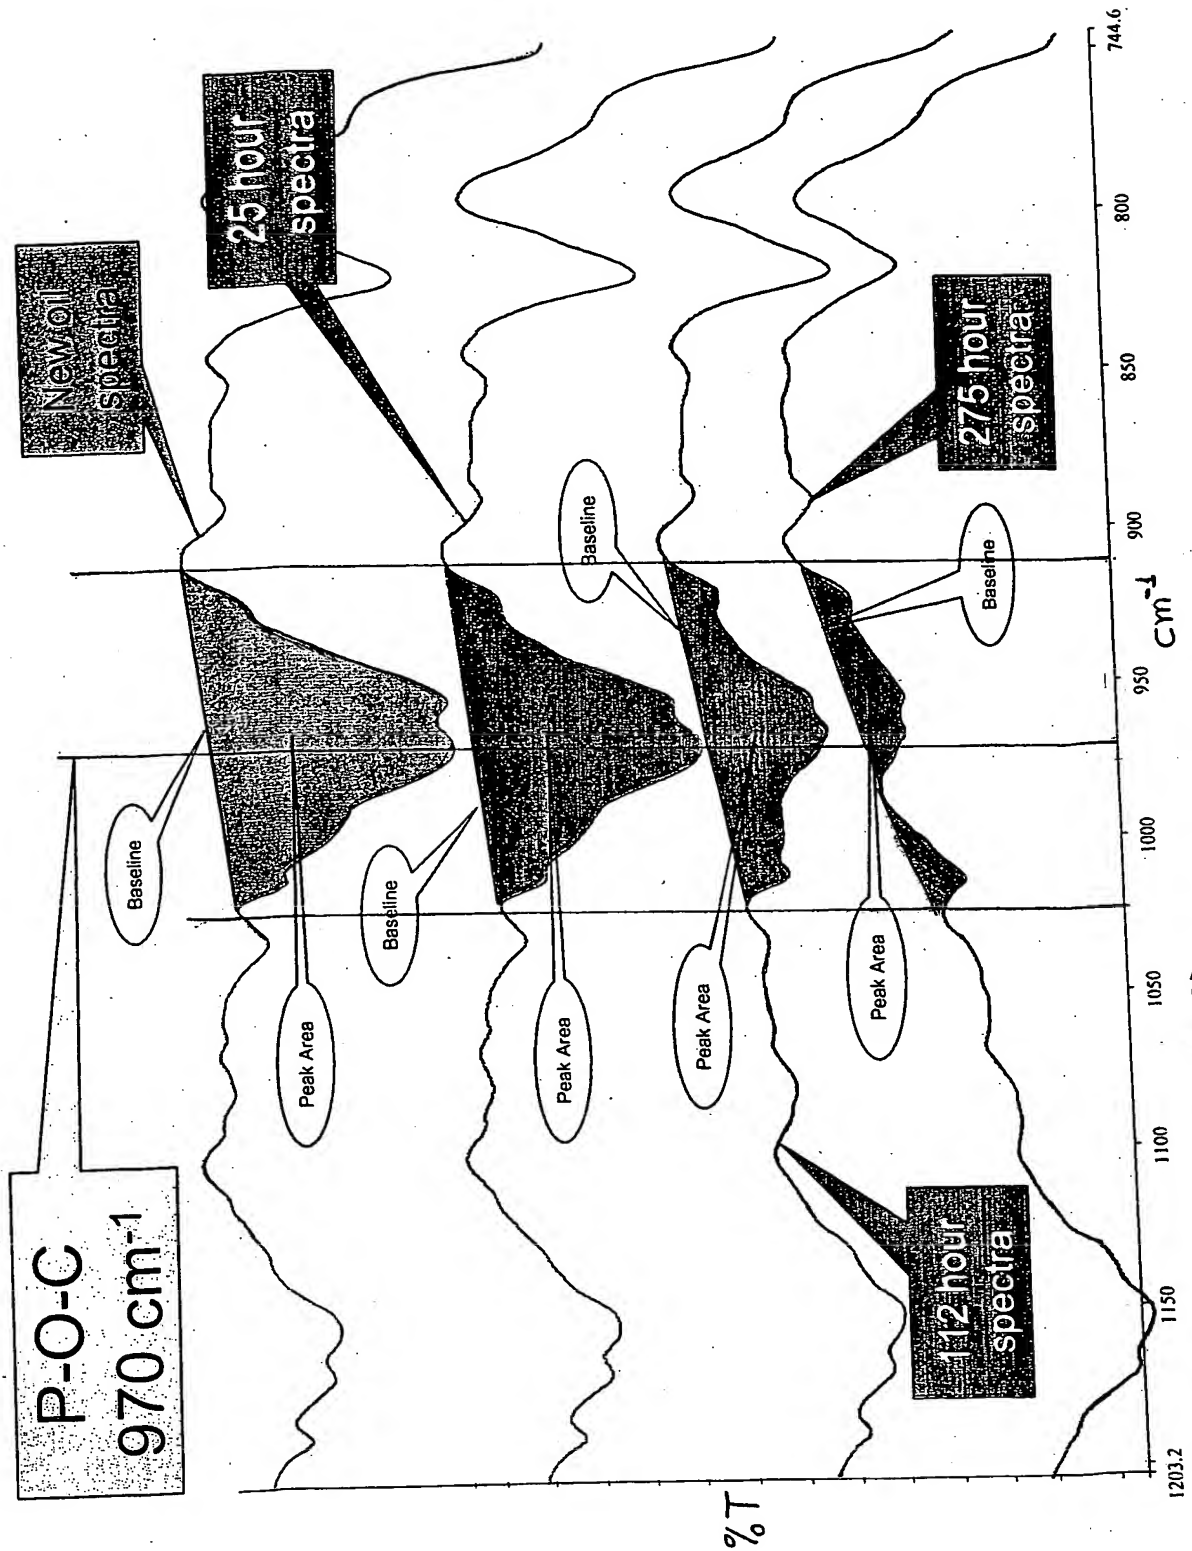 P-O-C
970 cm-1
New oil
spectra
25 hour
spectra
Baseline
Peak Area
Baseline
Peak Area
Baseline
Peak Area
Baseline
Peak Area
112 hour
spectra
275 hour
spectra
%T
1203.2
1150
1100
1050
1000
950
900
850
800
744.6
cm-1